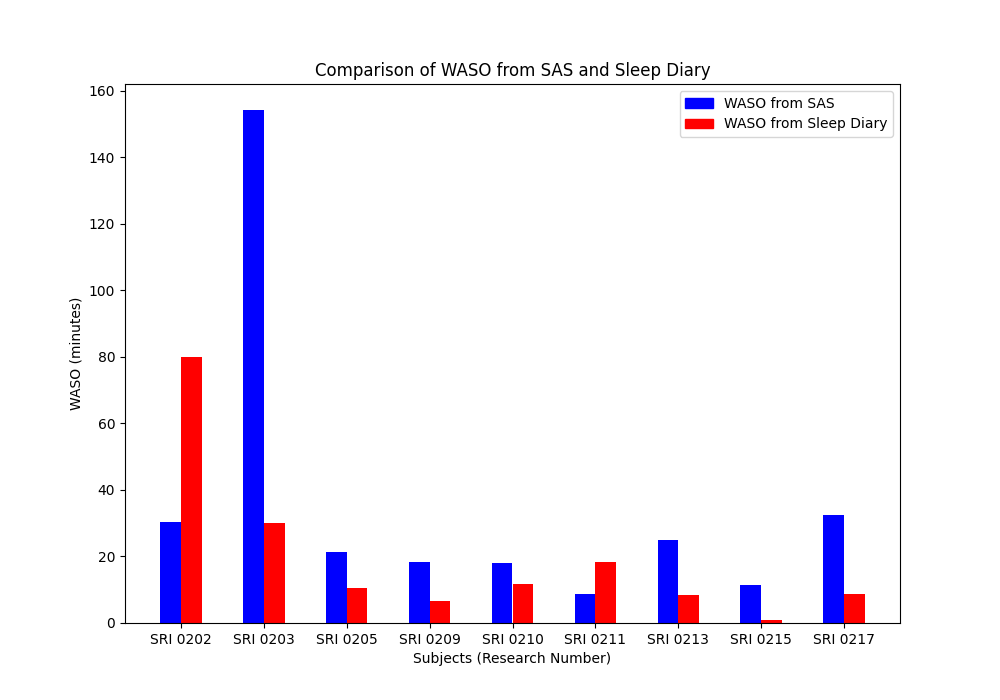 Comparison of WASO from SAS and Sleep Diary
WASO from SAS
WASO from Sleep Diary
WASO (minutes)
160
140
120
100
80
60
40
20
0
SRI 0202 SRI 0203 SRI 0205 SRI 0209 SRI 0210 SRI 0211 SRI 0213 SRI 0215 SRI 0217
Subjects (Research Number)